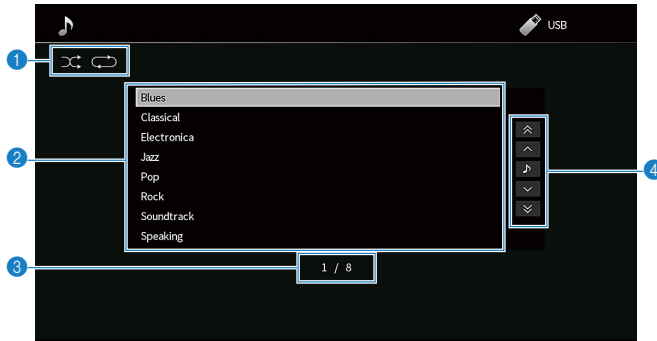 USB
1
2
Blues
Classical
Electronica
Jazz
Pop
Rock
Soundtrack
Speaking
4
3
1 / 8